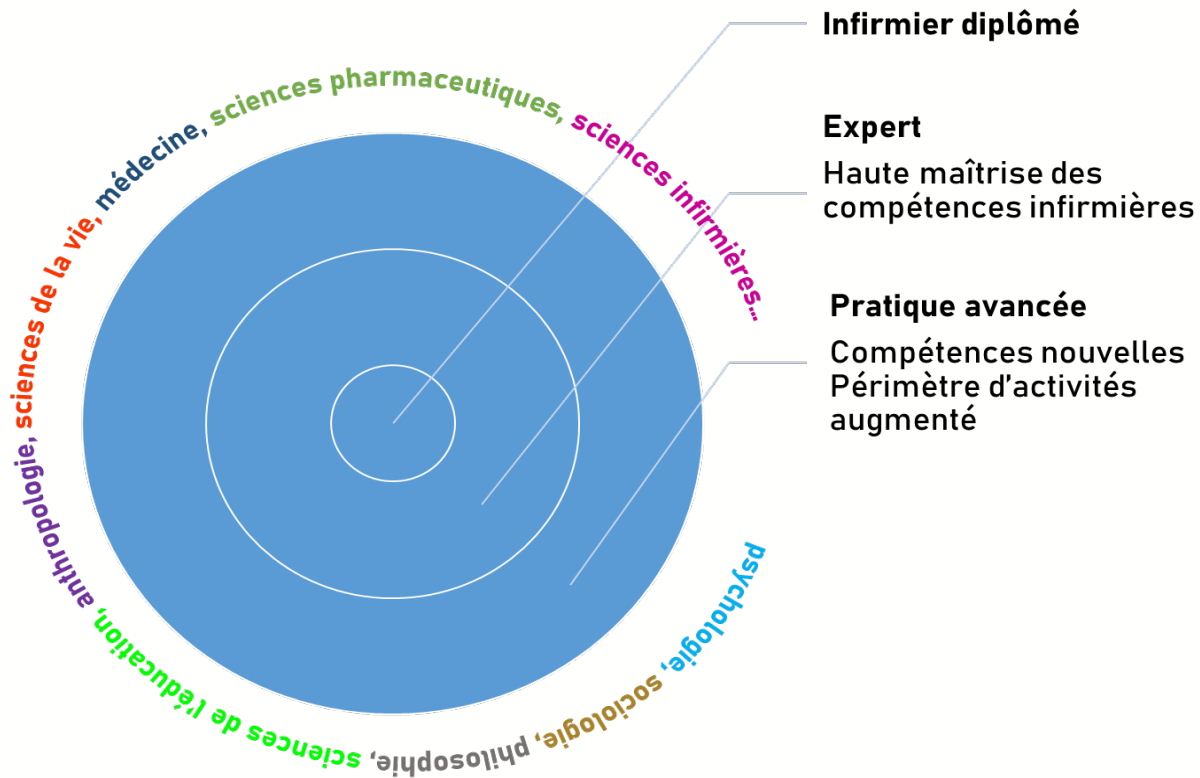 Infirmier diplômé
Expert
Haute maîtrise des
compétences infirmières
Pratique avancée
Compétences nouvelles
Périmètre d’activités
augmenté
psychologie, sociologie, philosophie, sciences de l'éducation, anthropologie, sciences de la vie, médecine, sciences pharmaceutiques, sciences infirmières...